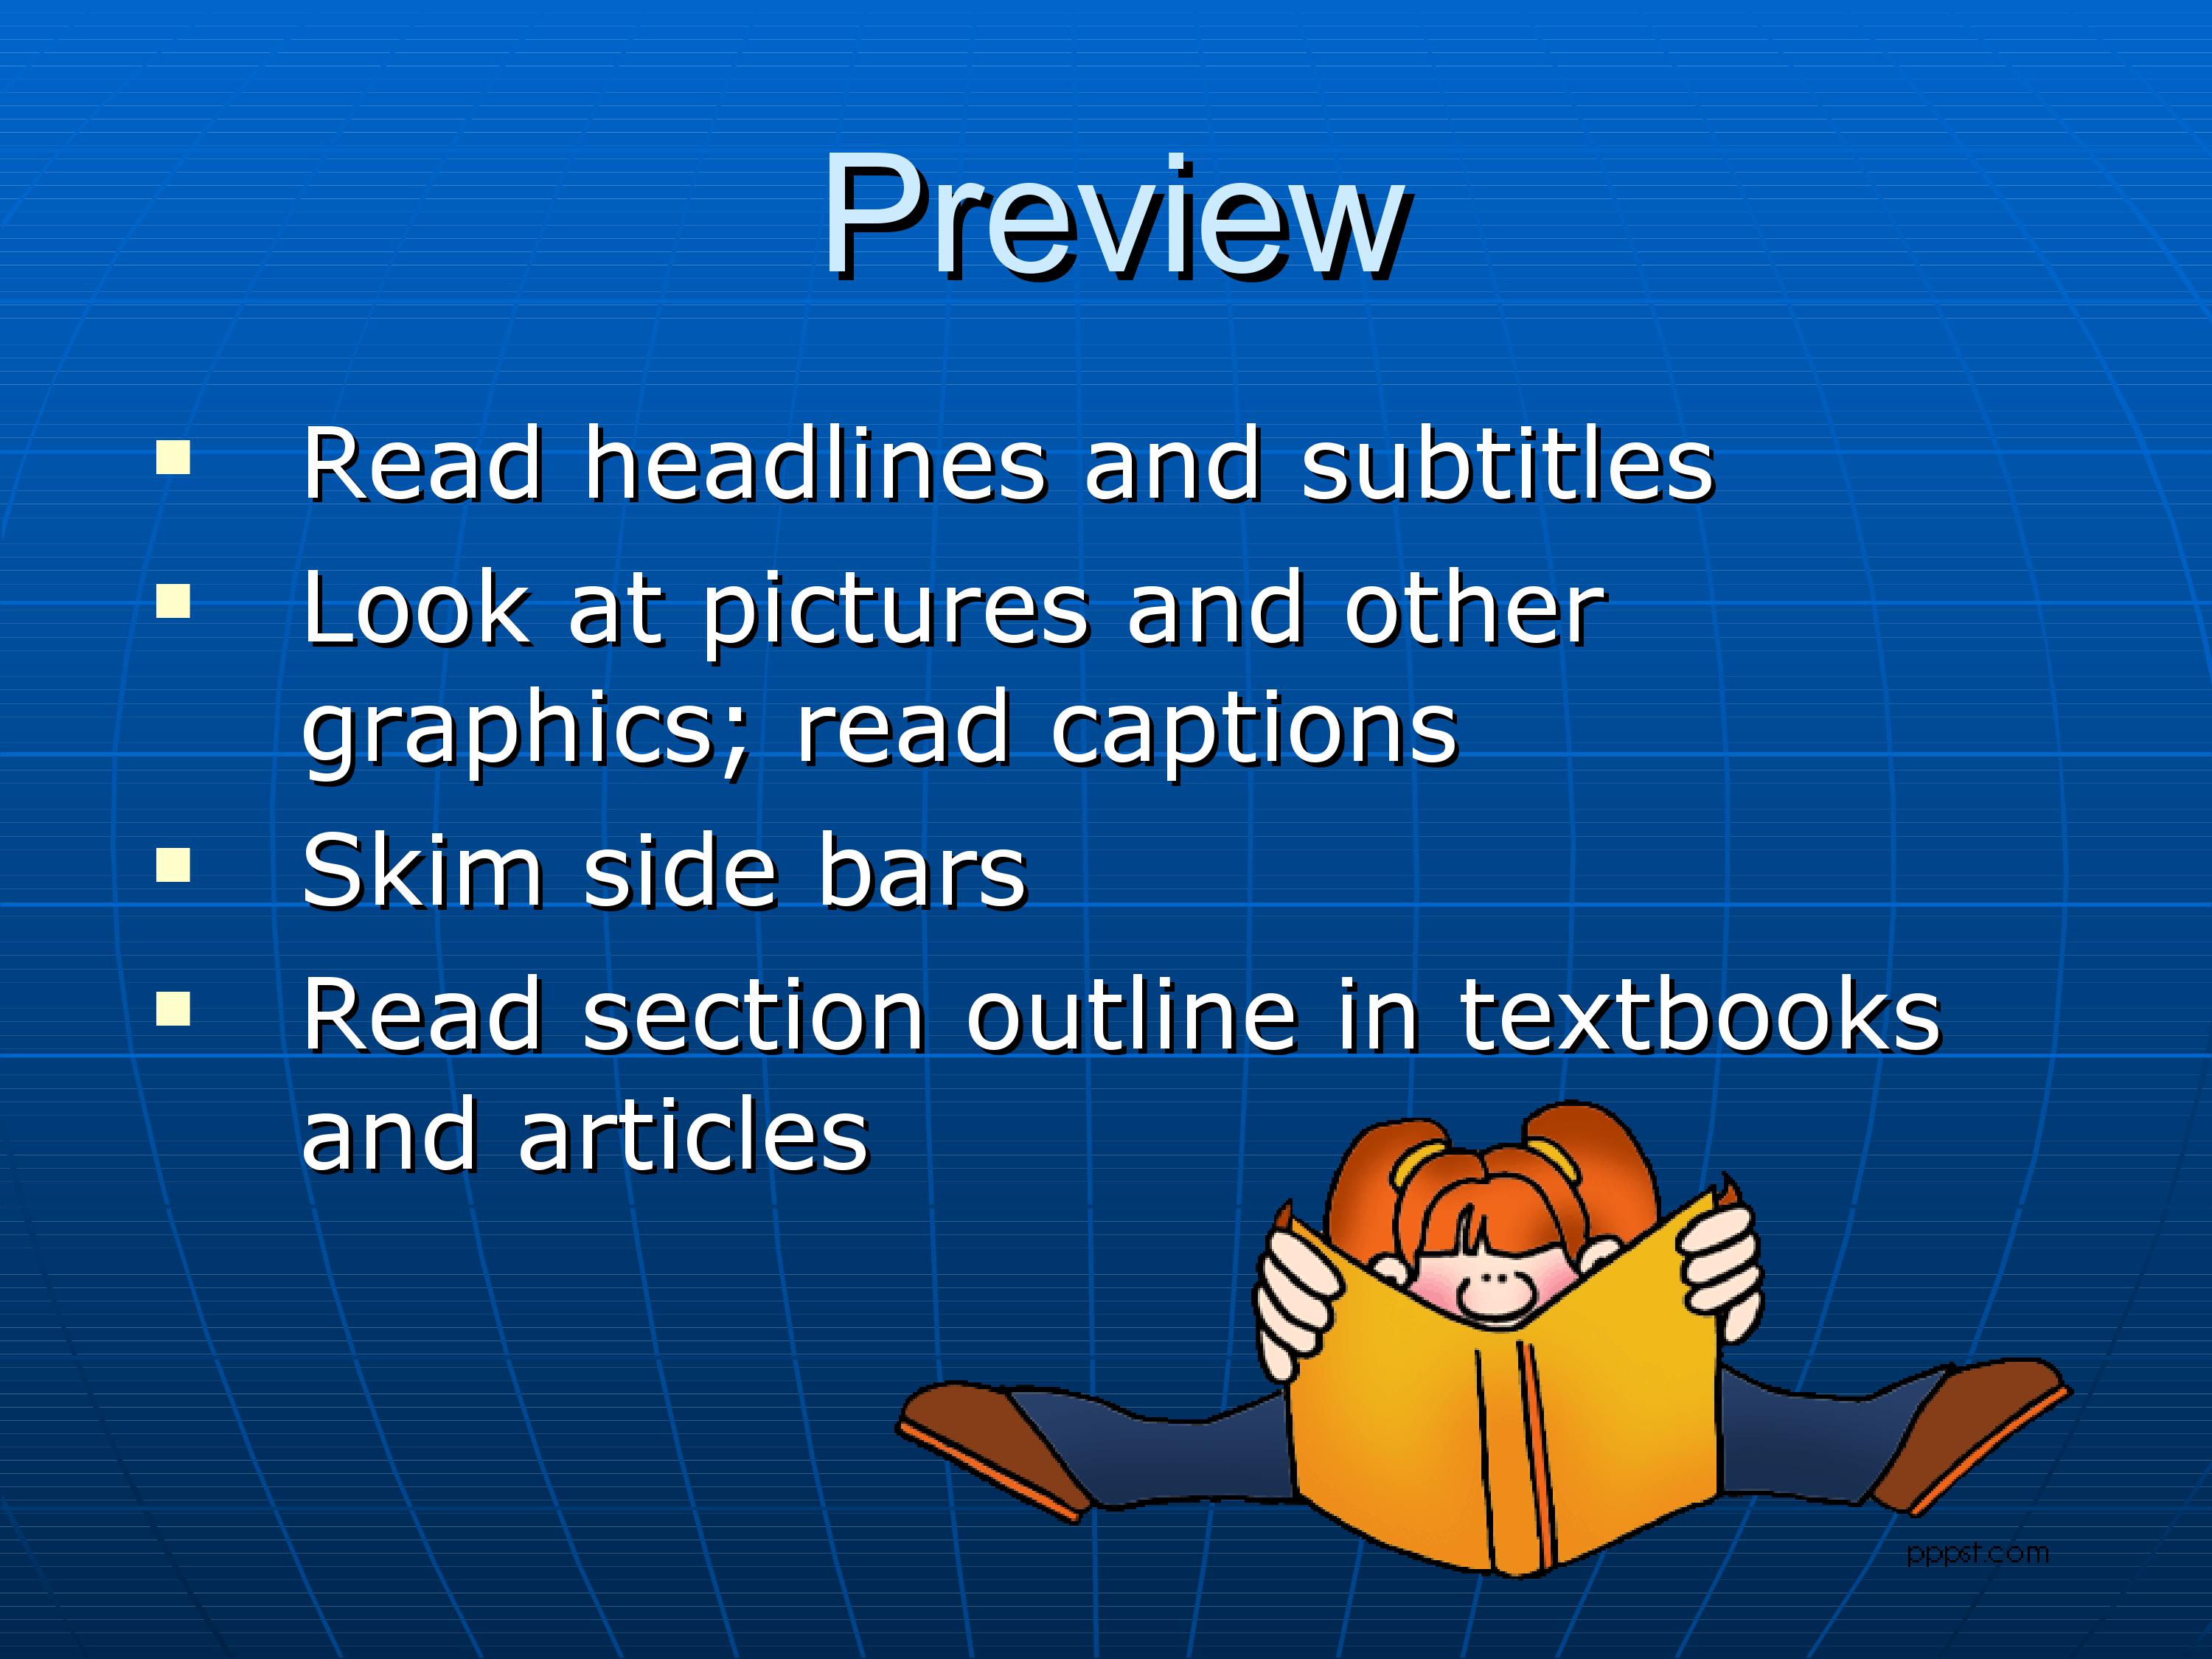 Preview
Read headlines and subtitles
Look at pictures and other
graphics; read captions
Skim side bars
Read section outline in textbooks
and articles
pppst.com